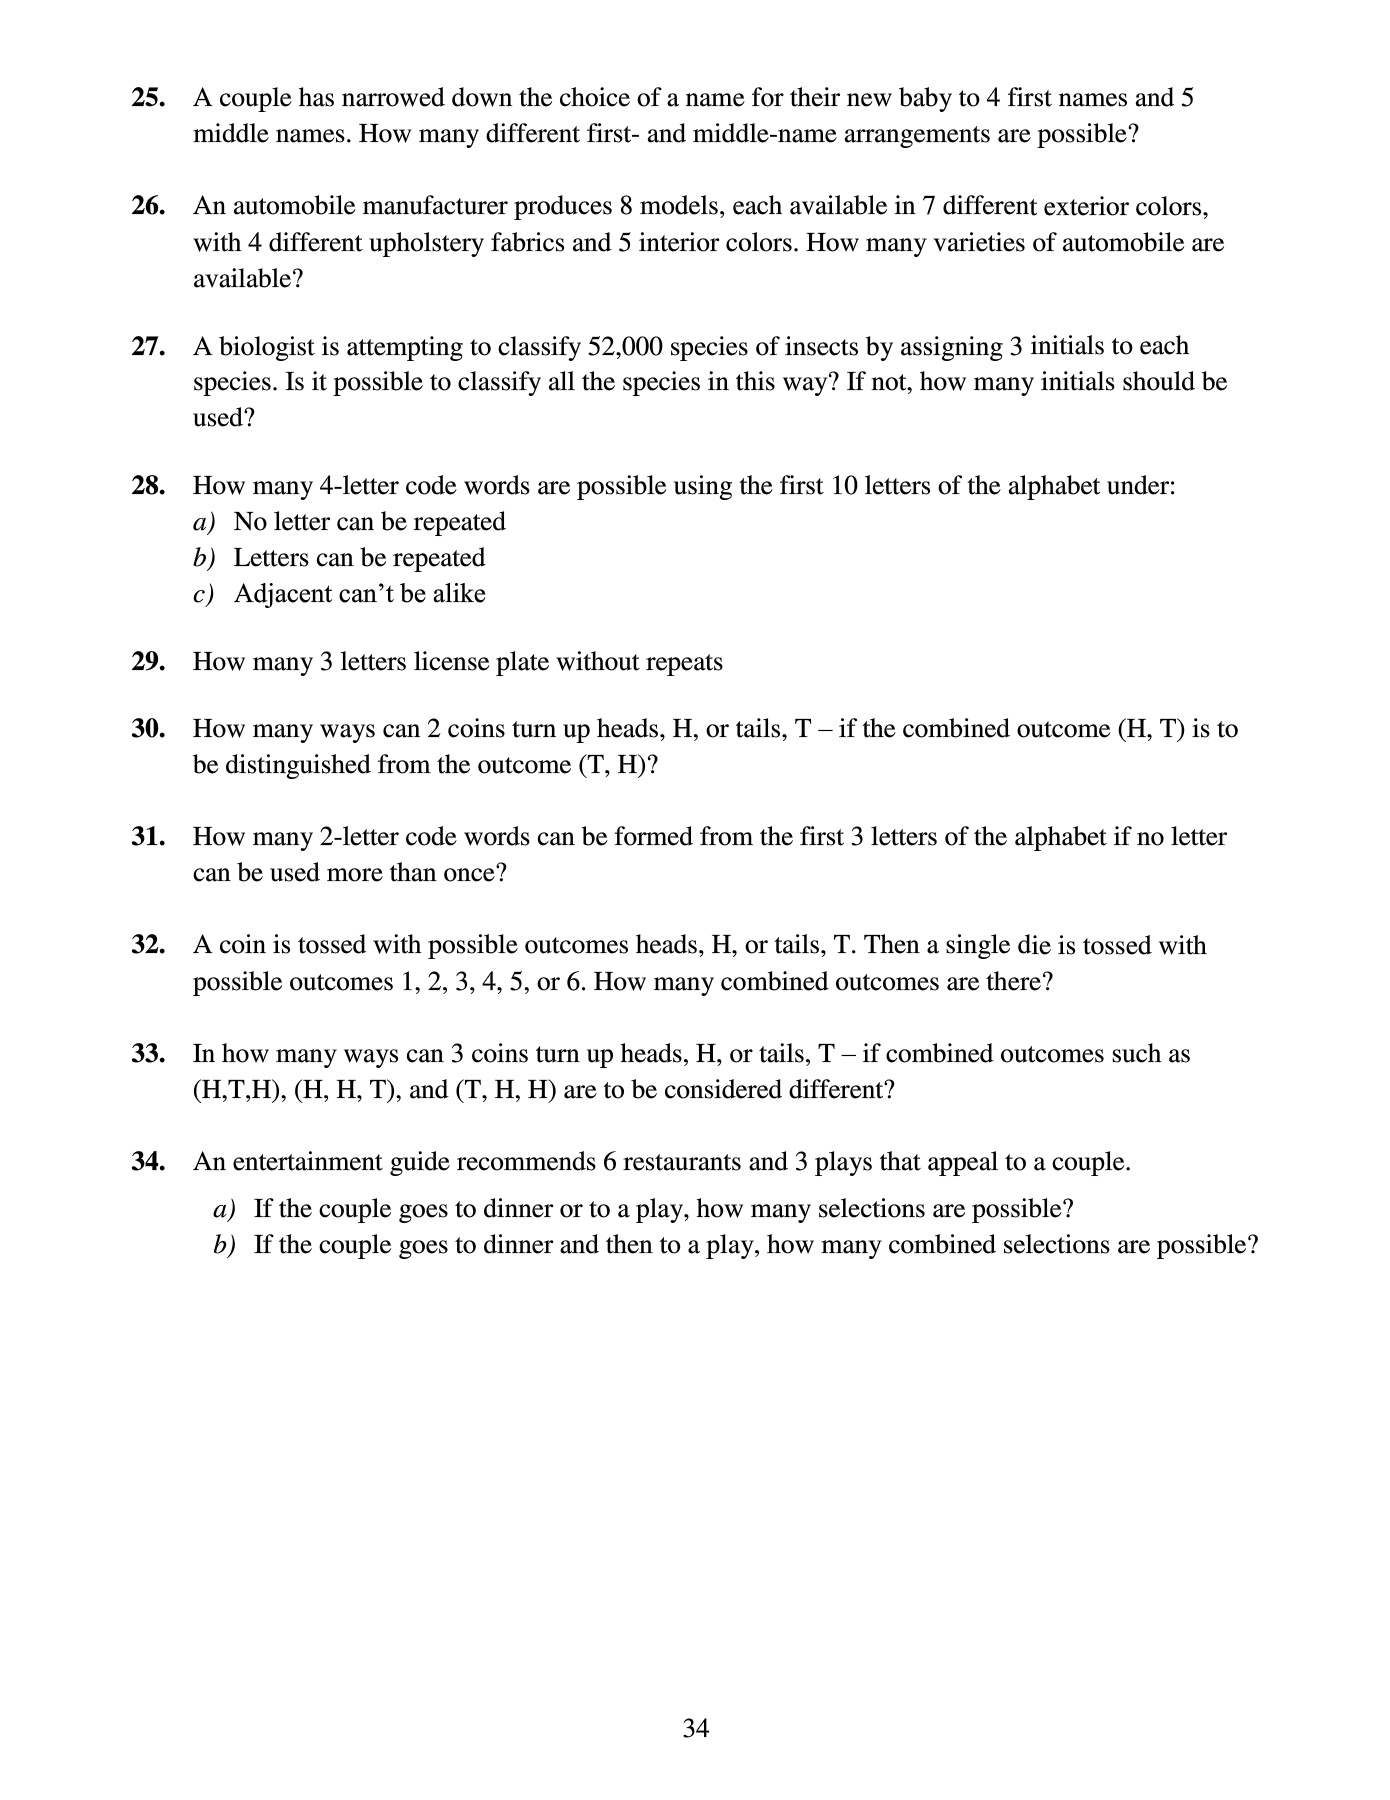 25. A couple has narrowed down the choice of a name for their new baby to 4 first names and 5
middle names. How many different first- and middle-name arrangements are possible?
26. An automobile manufacturer produces 8 models, each available in 7 different exterior colors,
with 4 different upholstery fabrics and 5 interior colors. How many varieties of automobile are
available?
27. A biologist is attempting to classify 52,000 species of insects by assigning 3 initials to each
species. Is it possible to classify all the species in this way? If not, how many initials should be
used?
28. How many 4-letter code words are possible using the first 10 letters of the alphabet under:
a) No letter can be repeated
b) Letters can be repeated
c) Adjacent can’t be alike
29. How many 3 letters license plate without repeats
30. How many ways can 2 coins turn up heads, H, or tails, T – if the combined outcome (H, T) is to
be distinguished from the outcome (T, H)?
31. How many 2-letter code words can be formed from the first 3 letters of the alphabet if no letter
can be used more than once?
32. A coin is tossed with possible outcomes heads, H, or tails, T. Then a single die is tossed with
possible outcomes 1, 2, 3, 4, 5, or 6. How many combined outcomes are there?
33. In how many ways can 3 coins turn up heads, H, or tails, T – if combined outcomes such as
(H,T,H), (H, H, T), and (T, H, H) are to be considered different?
34. An entertainment guide recommends 6 restaurants and 3 plays that appeal to a couple.
a) If the couple goes to dinner or to a play, how many selections are possible?
b) If the couple goes to dinner and then to a play, how many combined selections are possible?
34